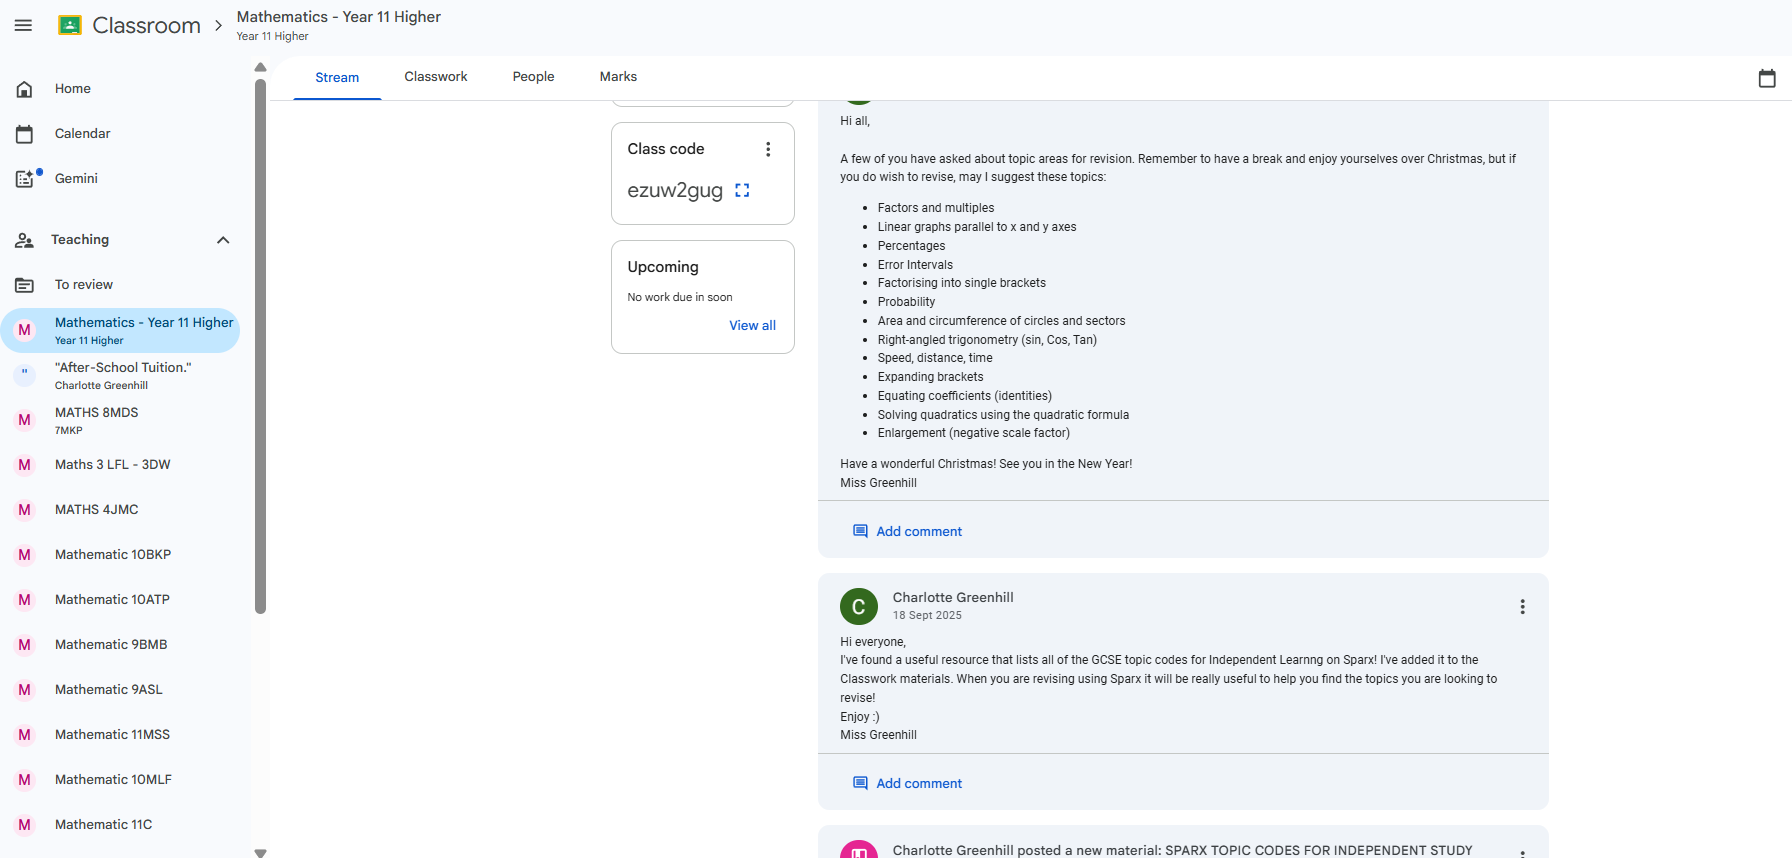 Classroom
Mathematics - Year 11 Higher
Year 11 Higher
Home
Calendar
Gemini
Teaching
To review
M
Mathematics - Year 11 Higher
Year 11 Higher
"
"After-School Tuition."
Charlotte Greenhill
M
MATHS 8MDS
7MKP
M
Maths 3 LFL - 3DW
M
MATHS 4JMC
M
Mathematic 10BKP
M
Mathematic 10ATP
M
Mathematic 9BMB
M
Mathematic 9ASL
M
Mathematic 11MSS
M
Mathematic 10MLF
M
Mathematic 11C
Stream
Classwork
People
Marks
Class code
ezuw2gug
Upcoming
No work due in soon
View all
Hi all,
A few of you have asked about topic areas for revision. Remember to have a break and enjoy yourselves over Christmas, but if
you do wish to revise, may I suggest these topics:
• Factors and multiples
• Linear graphs parallel to x and y axes
• Percentages
• Error Intervals
• Factorising into single brackets
• Probability
• Area and circumference of circles and sectors
• Right-angled trigonometry (sin, Cos, Tan)
• Speed, distance, time
• Expanding brackets
• Equating coefficients (identities)
• Solving quadratics using the quadratic formula
• Enlargement (negative scale factor)
Have a wonderful Christmas! See you in the New Year!
Miss Greenhill
Add comment
C
Charlotte Greenhill
18 Sept 2025
Hi everyone,
I've found a useful resource that lists all of the GCSE topic codes for Independent Learnng on Sparx! I've added it to the
Classwork materials. When you are revising using Sparx it will be really useful to help you find the topics you are looking to
revise!
Enjoy :)
Miss Greenhill
Add comment
Charlotte Greenhill posted a new material: SPARX TOPIC CODES FOR INDEPENDENT STUDY